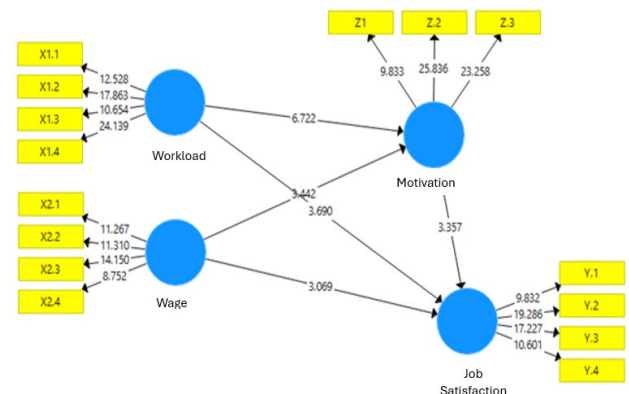 Z1
Z.2
Z.3
X1.1
X1.2
X1.3
X1.4
12.528
17.863
10.654
24.139
9.833
25.836
23.258
6.722
Workload
Motivation
X2.1
X2.2
X2.3
X2.4
11.267
11.310
14.150
8.752
3.442
3.690
3.357
3.069
Wage
Y.1
Y.2
Y.3
Y.4
9.832
19.286
17.227
10.601
Job
Satisfaction